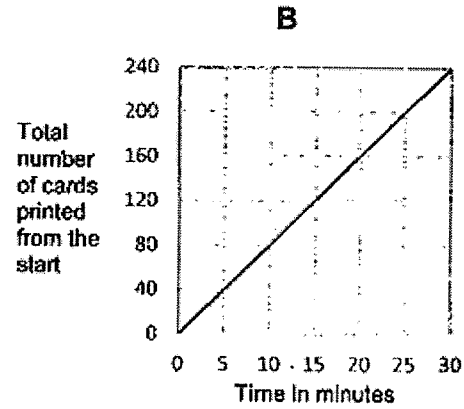 B
240
200
160
120
80
40
0
Total
number
of cards
printed
from the
start
0 5 10 15 20 25 30
Time in minutes